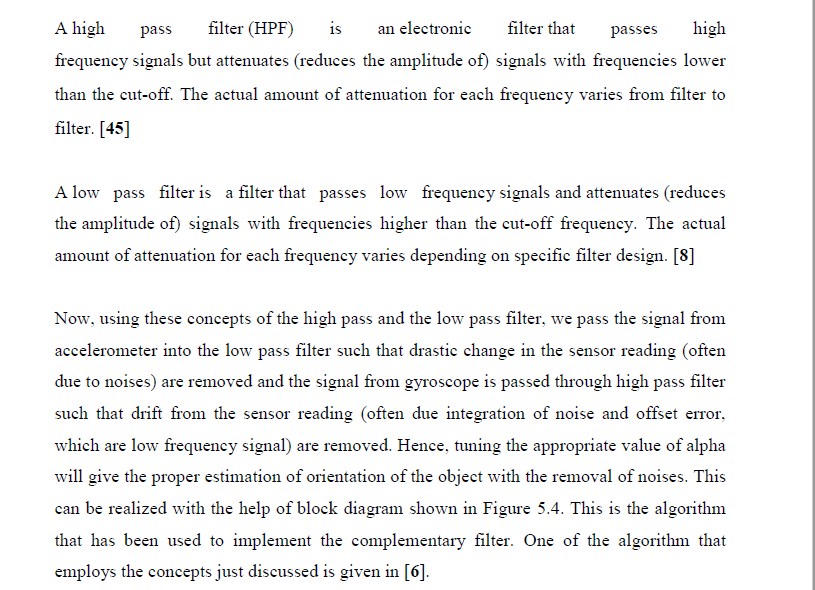 A high pass filter (HPF) is an electronic filter that passes high
frequency signals but attenuates (reduces the amplitude of) signals with frequencies lower
than the cut-off. The actual amount of attenuation for each frequency varies from filter to
filter. [45]
A low pass filter is a filter that passes low frequency signals and attenuates (reduces
the amplitude of) signals with frequencies higher than the cut-off frequency. The actual
amount of attenuation for each frequency varies depending on specific filter design. [8]
Now, using these concepts of the high pass and the low pass filter, we pass the signal from
accelerometer into the low pass filter such that drastic change in the sensor reading (often
due to noises) are removed and the signal from gyroscope is passed through high pass filter
such that drift from the sensor reading (often due integration of noise and offset error,
which are low frequency signal) are removed. Hence, tuning the appropriate value of alpha
will give the proper estimation of orientation of the object with the removal of noises. This
can be realized with the help of block diagram shown in Figure 5.4. This is the algorithm
that has been used to implement the complementary filter. One of the algorithm that
employs the concepts just discussed is given in [6].